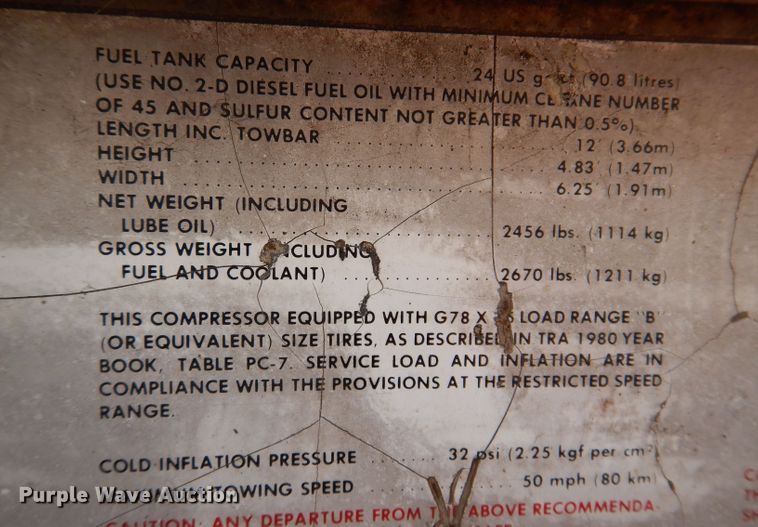 FUEL TANK CAPACITY ............ 24 US (90.8 litres)
(USE NO. 2-D DIESEL FUEL OIL WITH MINIMUM NUMBER
OF 45 AND SULFUR CONTENT NOT GREATER THAN 0.5%)
LENGTH INC. TOWBAR ............ 12' (3.66m)
HEIGHT ............ 4.83' (1.47m)
WIDTH ............ 6.25' (1.91m)
NET WEIGHT (INCLUDING
LUBE OIL) ............ 2456 lbs. (1114 kg)
GROSS WEIGHT
FUEL AND COOLANT) ............ 2670 lbs. (1211 kg)
THIS COMPRESSOR EQUIPPED WITH G78 X LOAD RANGE "B"
(OR EQUIVALENT) SIZE TIRES, AS DESCRIBED IN TRA 1980 YEAR
BOOK, TABLE PC-7. SERVICE LOAD AND INFLATION ARE IN
COMPLIANCE WITH THE PROVISIONS AT THE RESTRICTED SPEED
RANGE.
COLD INFLATION PRESSURE ............ 32 psi (2.25 kgf per cm²)
TOWING SPEED ............ 50 mph (80 km)
Purple Wave Auction
CAUTION: ANY DEPARTURE FROM THE ABOVE RECOMMENDA-